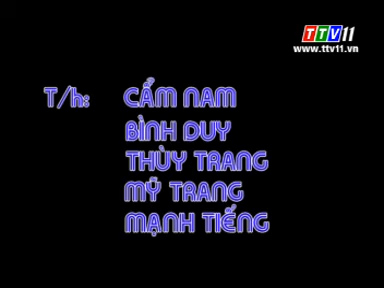 TTV11
www.ttv11.vn
T/h: CẨM NAM
BÌNH DUY
THÙY TRANG
MỸ TRANG
MẠNH TIẾNG